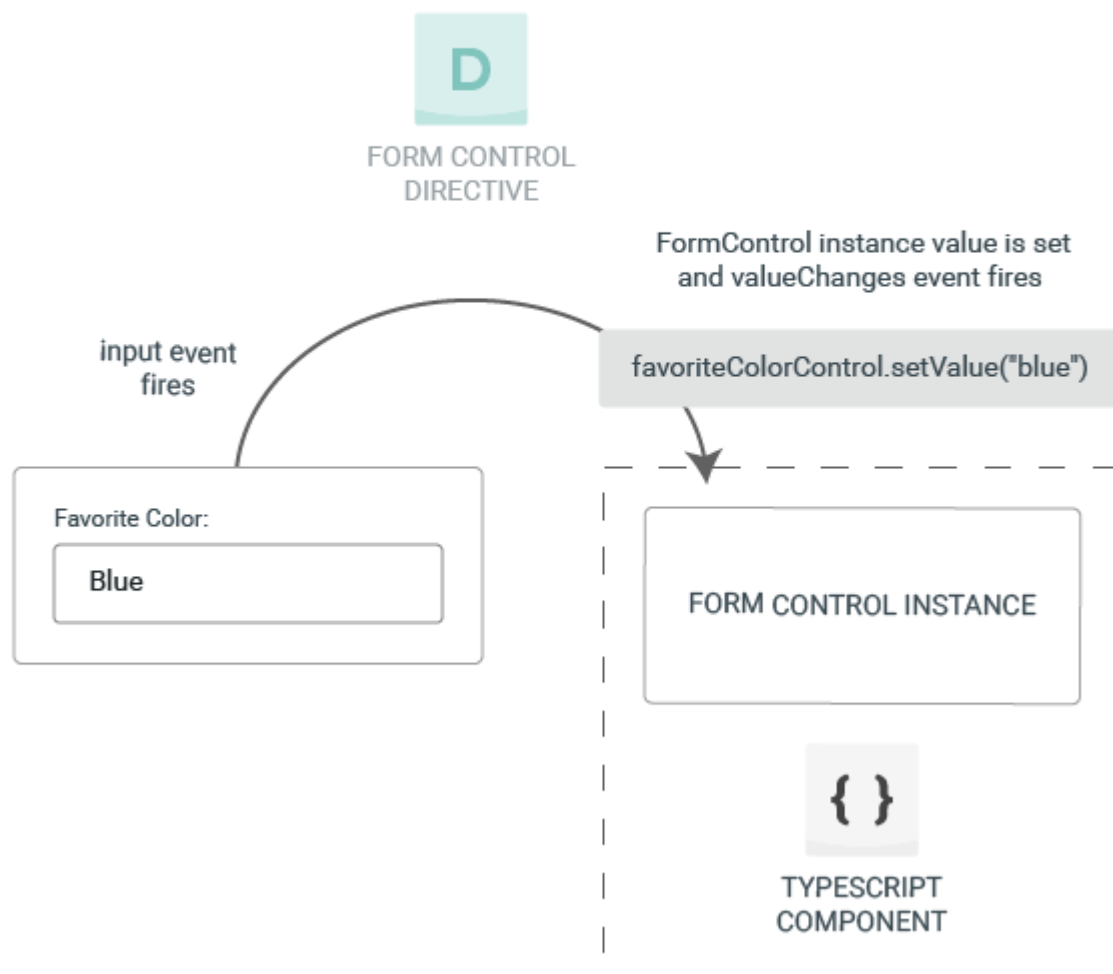 D
FORM CONTROL
DIRECTIVE
FormControl instance value is set
and valueChanges event fires
input event
fires
favoriteColorControl.setValue("blue")
Favorite Color:
Blue
FORM CONTROL INSTANCE
{ }
TYPESCRIPT
COMPONENT